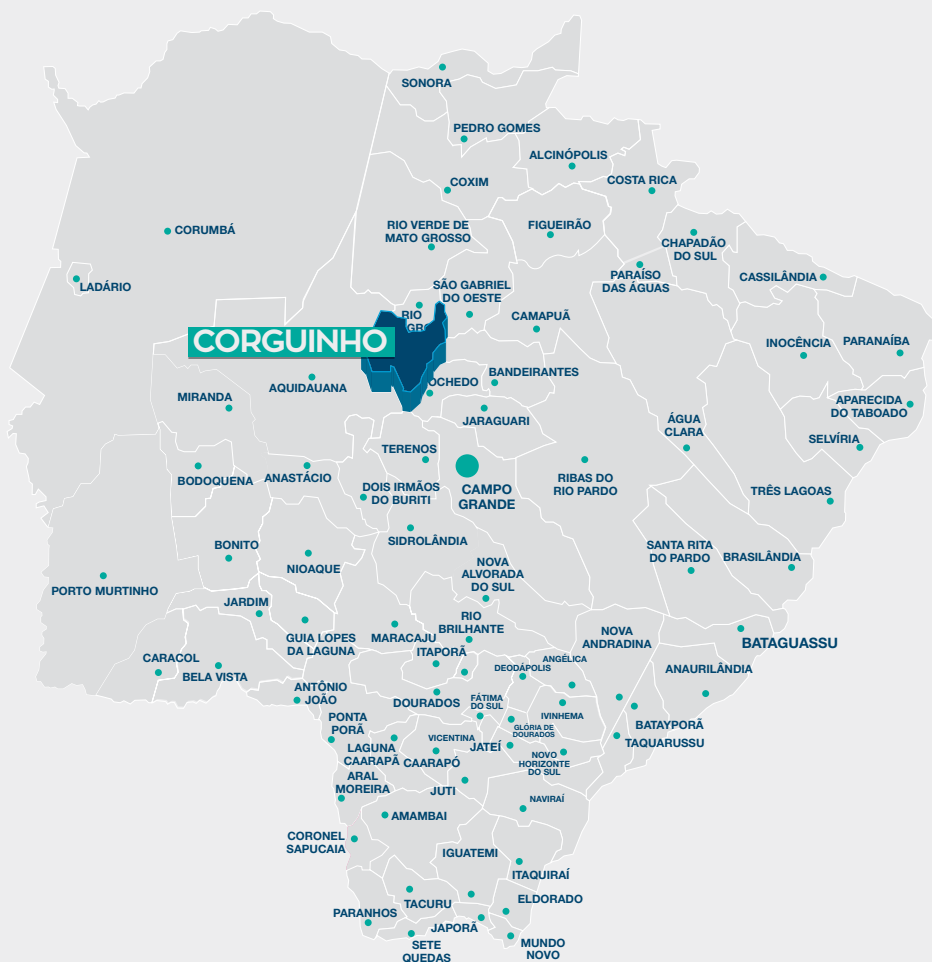 SONORA
PEDRO GOMES
ALCINÓPOLIS
COSTA RICA
COXIM
CORUMBÁ
RIO VERDE DE
MATO GROSSO
FIGUEIRÃO
CHAPADÃO
DO SUL
LADÁRIO
SÃO GABRIEL
DO OESTE
PARAÍSO
DAS ÁGUAS
CASSILÂNDIA
RIO
CAMAPUÃ
CORGUINHO
INOCÊNCIA
PARANAÍBA
AQUIDAUANA
OCHEDO
BANDEIRANTES
MIRANDA
JARAGUARI
APARECIDA
DO TABOADO
ÁGUA
CLARA
SELVÍRIA
TERENOS
BODOQUENA
ANASTÁCIO
DOIS IRMÃOS
DO BURITI
CAMPO
GRANDE
RIBAS DO
RIO PARDO
TRÊS LAGOAS
SIDROLÂNDIA
BONITO
NIOAQUE
NOVA
ALVORADA
DO SUL
SANTA RITA
DO PARDO
BRASILÂNDIA
PORTO MURTINHO
JARDIM
GUIA LOPES
DA LAGUNA
MARACAJU
RIO
BRILHANTE
NOVA
ANDRADINA
BATAGUASSU
CARACOL
BELA VISTA
ITAPORÃ
DEODÁPOLIS
ANGÉLICA
ANAURILÂNDIA
ANTÔNIO
JOÃO
DOURADOS
FÁTIMA
DO SUL
IVINHEMA
BATAYPORÃ
PONTA
PORÃ
LAGUNA
CAARAPÃ
VICENTINA
CAARAPÓ
JATEÍ
GLÓRIA DE
DOURADOS
TAQUARUSSU
NOVO
HORIZONTE
DO SUL
ARAL
MOREIRA
JUTI
NAVIRAÍ
AMAMBAI
CORONEL
SAPUCAIA
IGUATEMI
ITAQUIRAÍ
TACURU
ELDORADO
PARANHOS
JAPORÃ
SETE
QUEDAS
MUNDO
NOVO